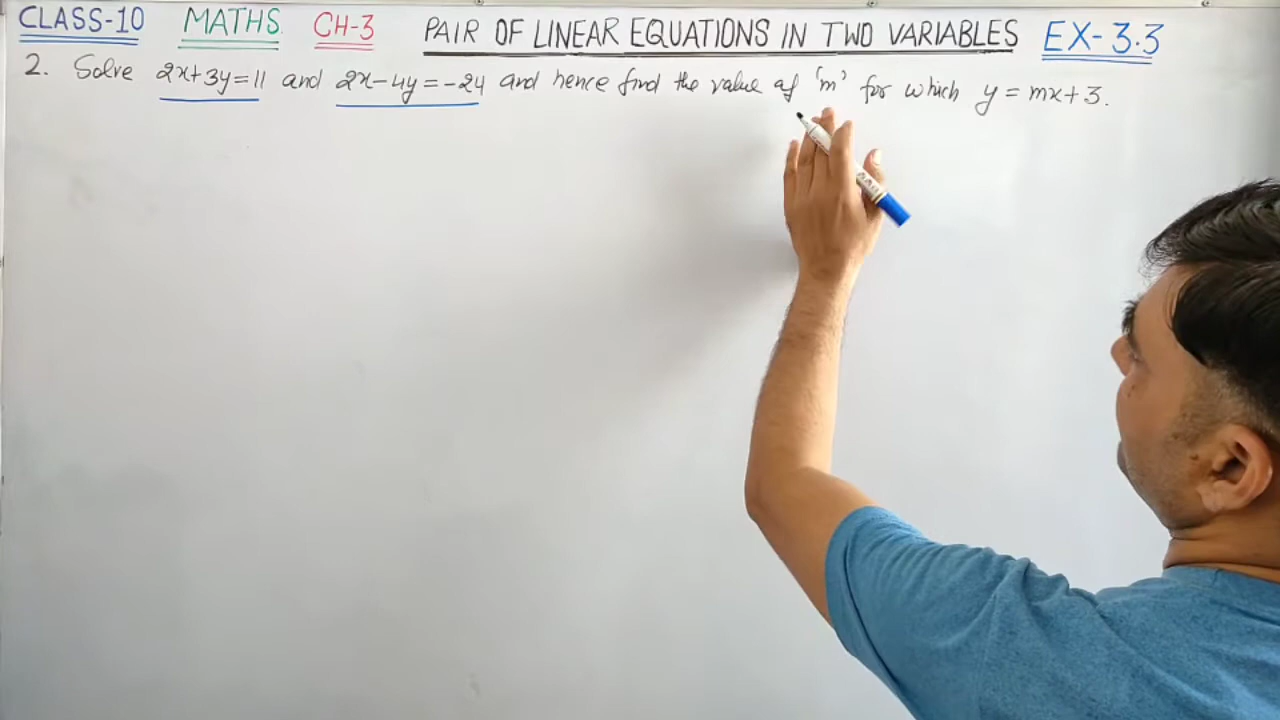 CLASS-10 MATHS. CH-3 PAIR OF LINEAR EQUATIONS IN TWO VARIABLES EX-3.3
2. Solve 2x+3y=11 and 2x-4y=-24 and hence find the value of 'm' for which y=mx+3.